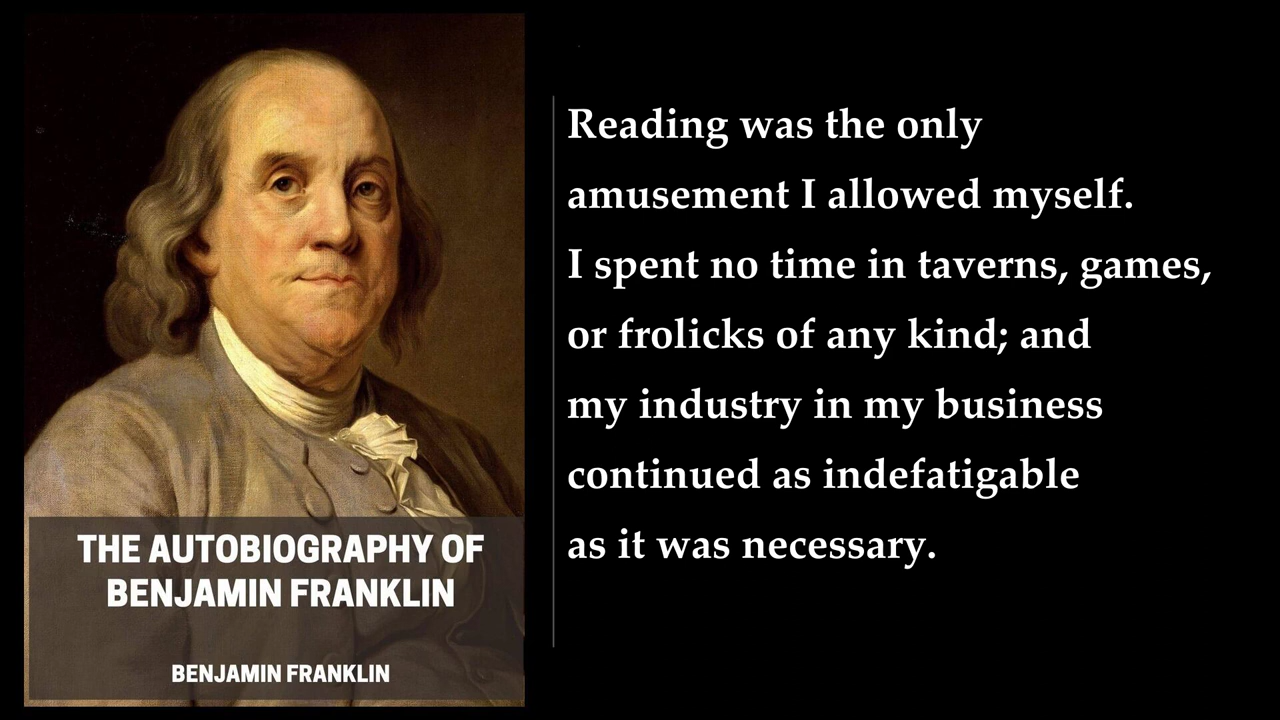 THE AUTOBIOGRAPHY OF
BENJAMIN FRANKLIN
BENJAMIN FRANKLIN
Reading was the only
amusement I allowed myself.
I spent no time in taverns, games,
or frolicks of any kind; and
my industry in my business
continued as indefatigable
as it was necessary.